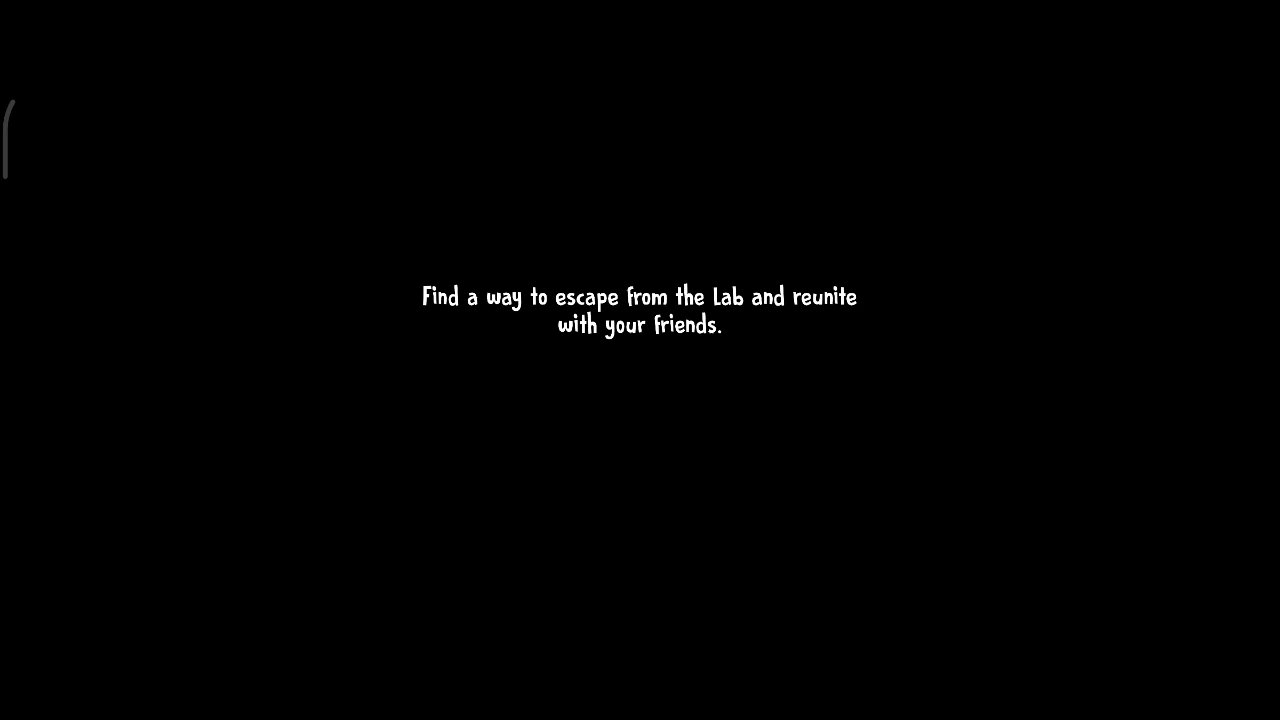 Find a way to escape from the Lab and reunite
with your friends.